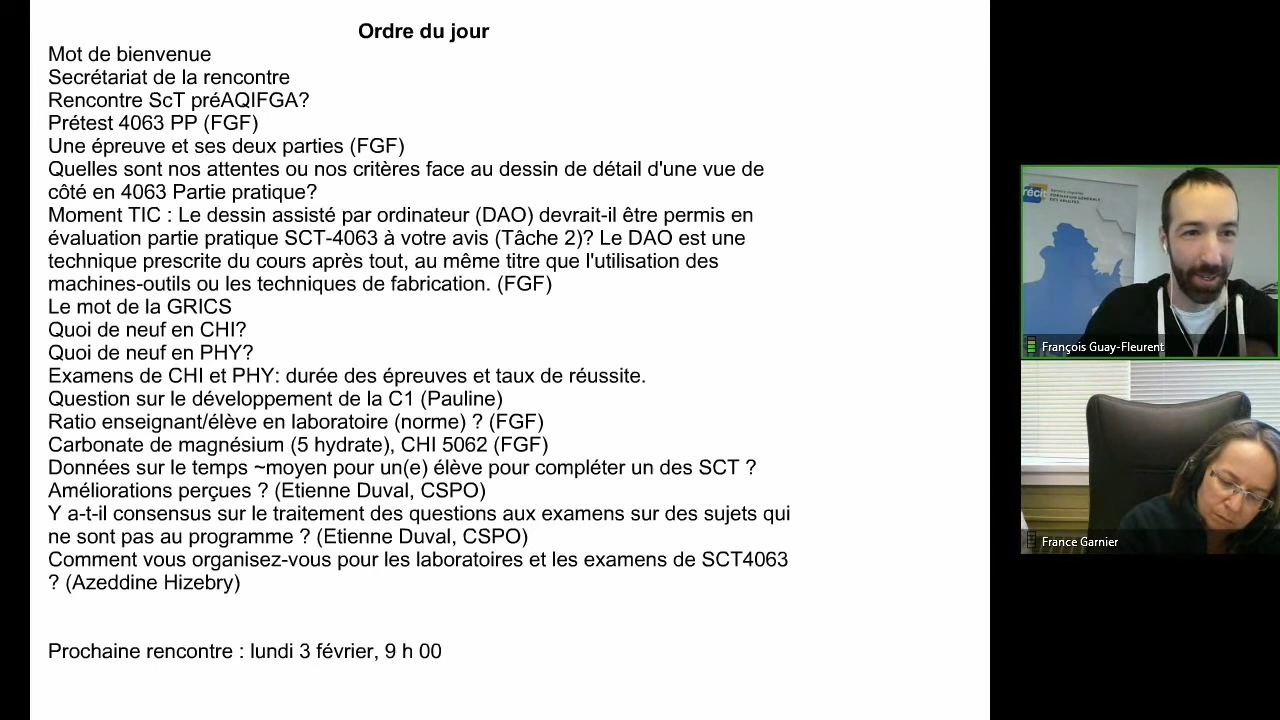 Ordre du jour
Mot de bienvenue
Secrétariat de la rencontre
Rencontre ScT préAQIFGA?
Prétest 4063 PP (FGF)
Une épreuve et ses deux parties (FGF)
Quelles sont nos attentes ou nos critères face au dessin de détail d'une vue de
côté en 4063 Partie pratique?
Moment TIC : Le dessin assisté par ordinateur (DAO) devrait-il être permis en
évaluation partie pratique SCT-4063 à votre avis (Tâche 2)? Le DAO est une
technique prescrite du cours après tout, au même titre que l'utilisation des
machines-outils ou les techniques de fabrication. (FGF)
Le mot de la GRICS
Quoi de neuf en CHI?
Quoi de neuf en PHY?
Examens de CHI et PHY: durée des épreuves et taux de réussite.
Question sur le développement de la C1 (Pauline)
Ratio enseignant/élève en laboratoire (norme) ? (FGF)
Carbonate de magnésium (5 hydrate), CHI 5062 (FGF)
Données sur le temps ~moyen pour un(e) élève pour compléter un des SCT ?
Améliorations perçues ? (Etienne Duval, CSPO)
Y a-t-il consensus sur le traitement des questions aux examens sur des sujets qui
ne sont pas au programme ? (Etienne Duval, CSPO)
Comment vous organisez-vous pour les laboratoires et les examens de SCT4063
? (Azeddine Hizebry)
Prochaine rencontre : lundi 3 février, 9 h 00
récit
FORMATION GÉNÉRALE
DES ADULTES
François Guay-Fleurent
France Garnier